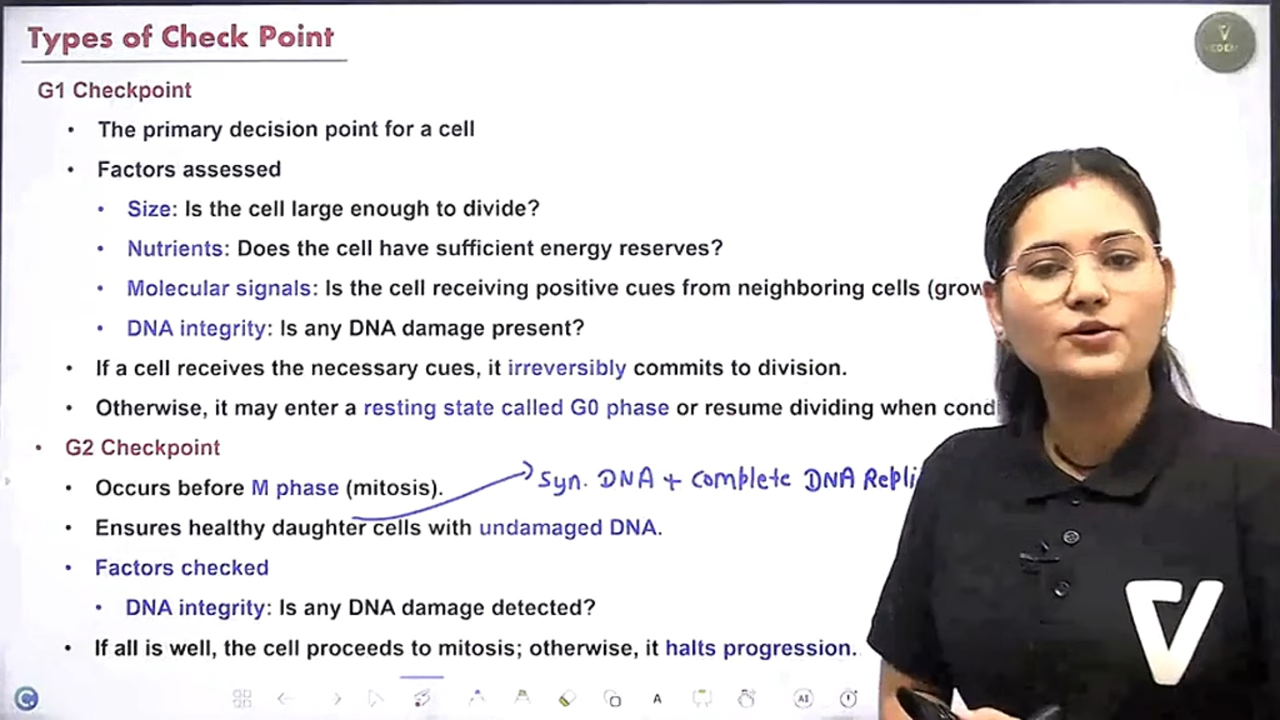 Types of Check Point
VEDEM
G1 Checkpoint
• The primary decision point for a cell
• Factors assessed
• Size: Is the cell large enough to divide?
• Nutrients: Does the cell have sufficient energy reserves?
• Molecular signals: Is the cell receiving positive cues from neighboring cells (grow
• DNA integrity: Is any DNA damage present?
• If a cell receives the necessary cues, it irreversibly commits to division.
• Otherwise, it may enter a resting state called G0 phase or resume dividing when cond
• G2 Checkpoint
• Occurs before M phase (mitosis).
Syn. DNA + Complete DNA Repli
• Ensures healthy daughter cells with undamaged DNA.
• Factors checked
• DNA integrity: Is any DNA damage detected?
• If all is well, the cell proceeds to mitosis; otherwise, it halts progression.
A
AI